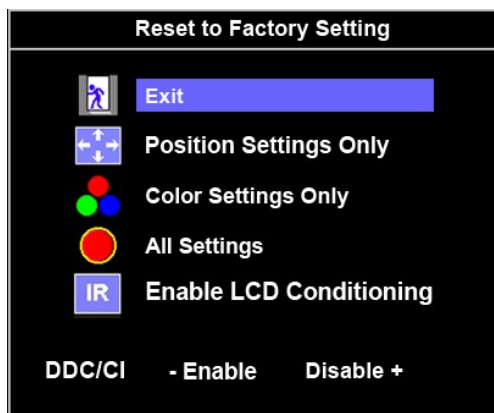 Reset to Factory Setting
Exit
Position Settings Only
Color Settings Only
All Settings
IR Enable LCD Conditioning
DDC/CI - Enable Disable +